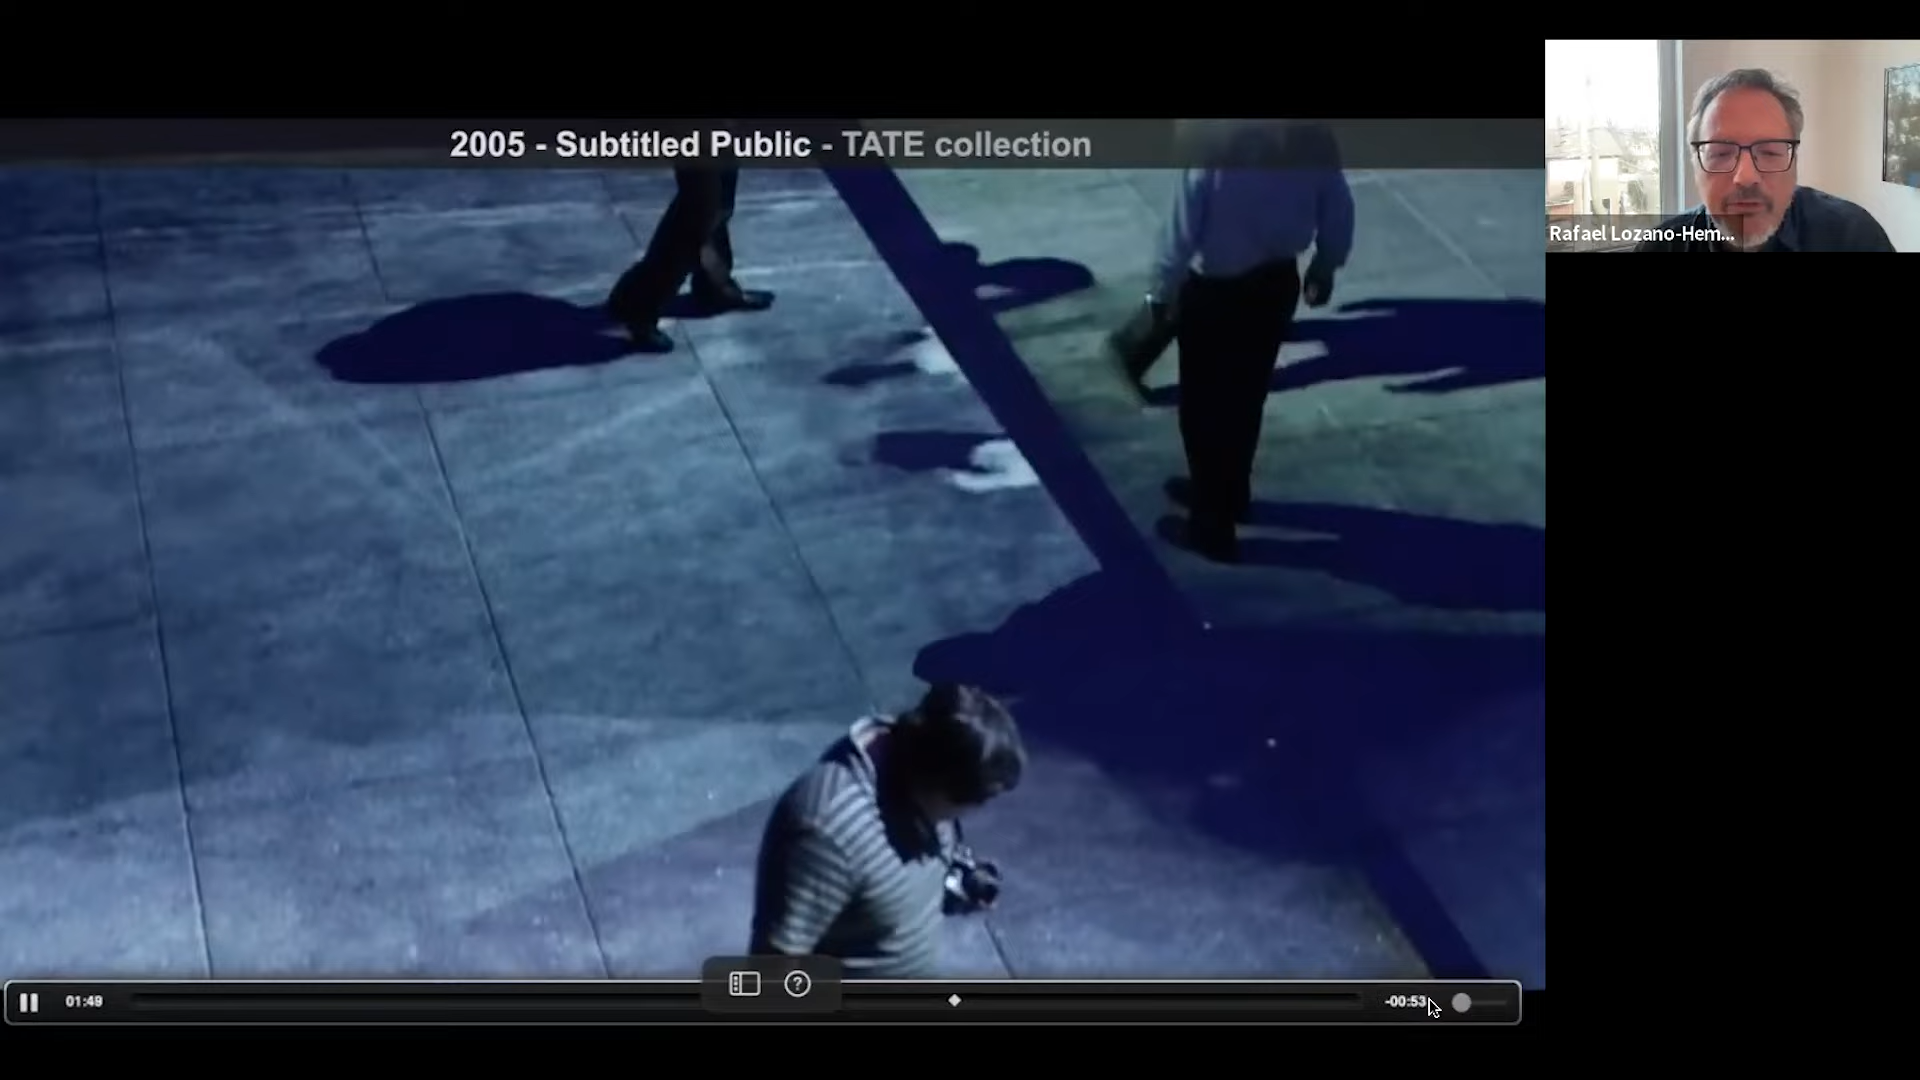 2005 - Subtitled Public - TATE collection
Rafael Lozano-Hem...
01:49
?
-00:53